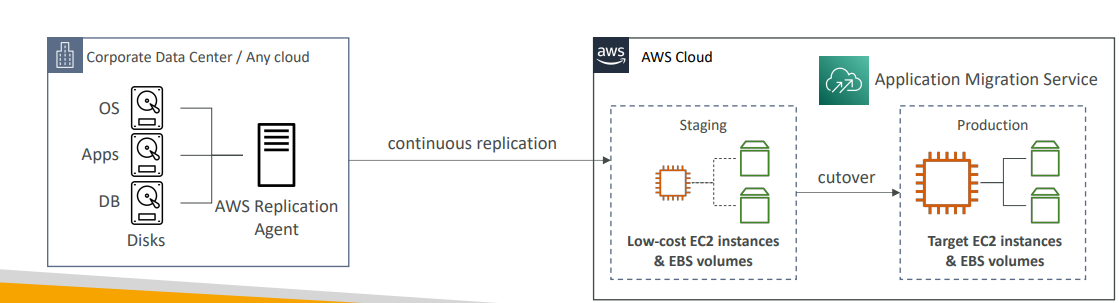 Corporate Data Center / Any cloud
OS
Apps
DB
Disks
AWS Replication
Agent
continuous replication
aws
AWS Cloud
Application Migration Service
Staging
Low-cost EC2 instances
& EBS volumes
cutover
Production
Target EC2 instances
& EBS volumes